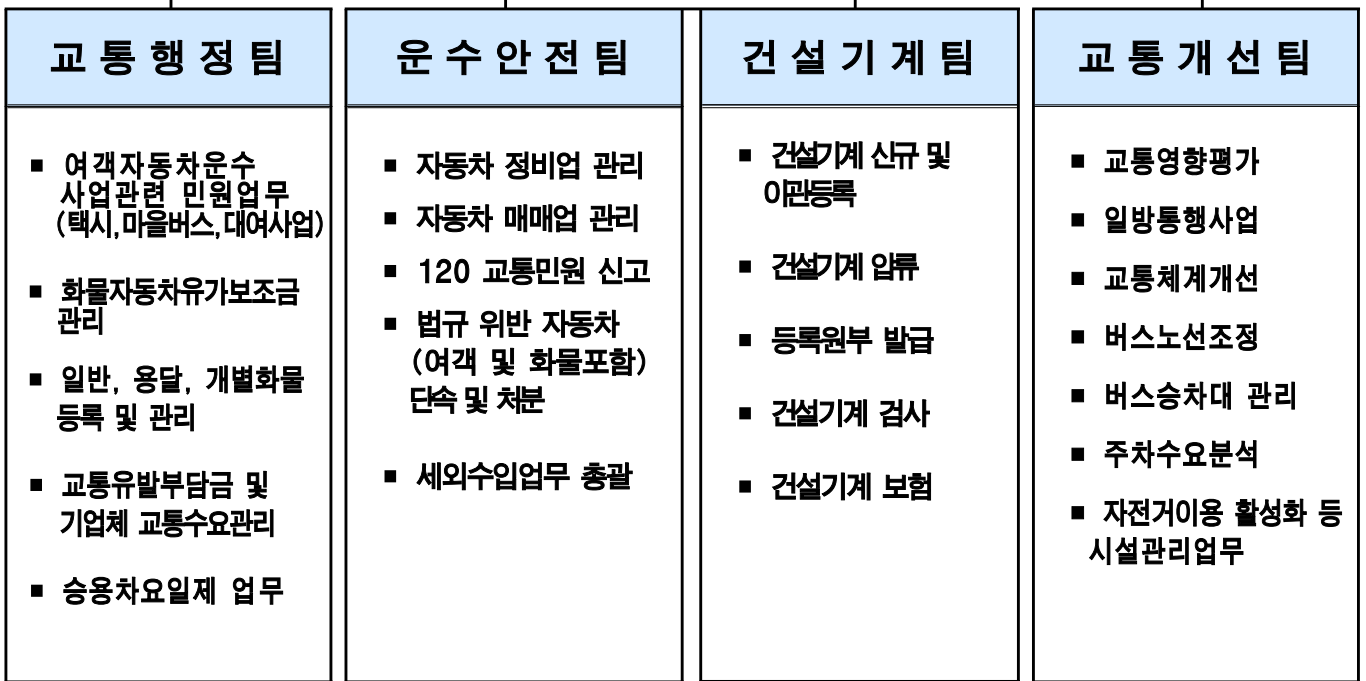 교통행정팀
■ 여객자동차운수
사업관련 민원업무
(택시,마을버스,대여사업)
■ 화물자동차유가보조금
관리
■ 일반, 용달, 개별화물
등록 및 관리
■ 교통유발부담금 및
기업체 교통수요관리
■ 승용차요일제 업무
운수안전팀
■ 자동차 정비업 관리
■ 자동차 매매업 관리
■ 120 교통민원 신고
■ 법규 위반 자동차
(여객 및 화물포함)
단속 및 처분
■ 세외수입업무 총괄
건설기계팀
■ 건설기계 신규 및
이관등록
■ 건설기계 압류
■ 등록원부 발급
■ 건설기계 검사
■ 건설기계 보험
교통개선팀
■ 교통영향평가
■ 일방통행사업
■ 교통체계개선
■ 버스노선조정
■ 버스승차대 관리
■ 주차수요분석
■ 자전거이용 활성화 등
시설관리업무